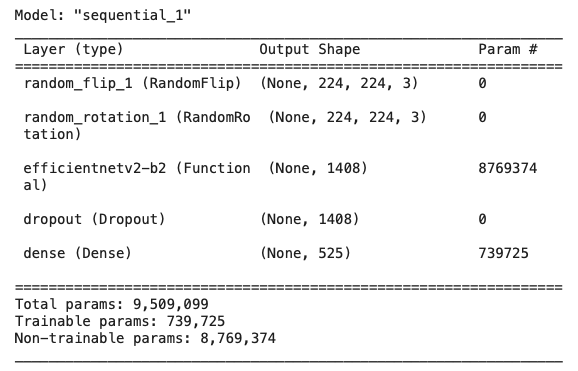 Model: "sequential_1"
Layer (type) Output Shape Param #
random_flip_1 (RandomFlip) (None, 224, 224, 3) 0
random_rotation_1 (RandomRo (None, 224, 224, 3) 0
tation)
efficientnetv2-b2 (Function (None, 1408) 8769374
al)
dropout (Dropout) (None, 1408) 0
dense (Dense) (None, 525) 739725
Total params: 9,509,099
Trainable params: 739,725
Non-trainable params: 8,769,374